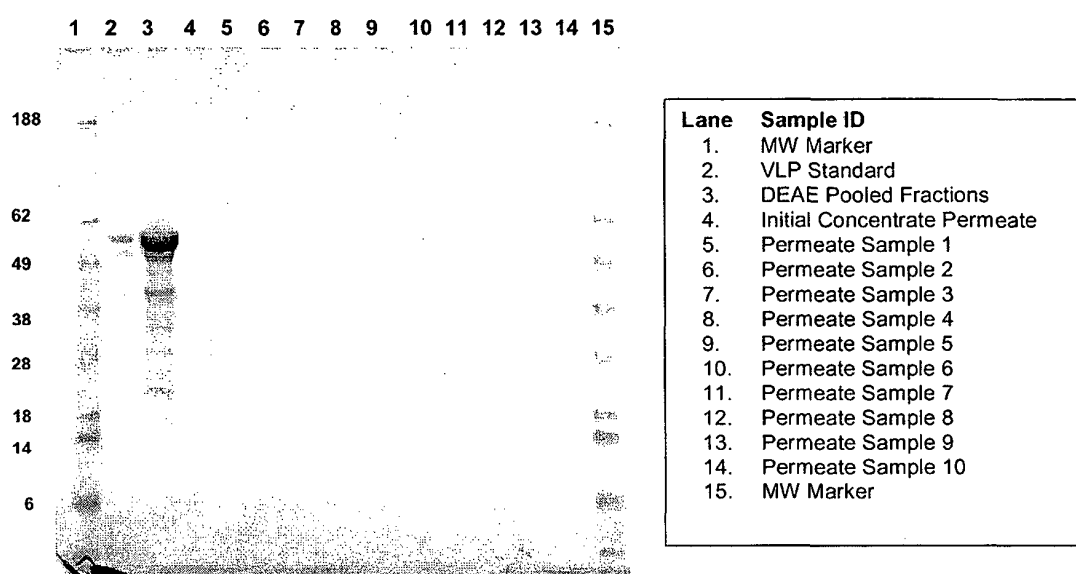 1 2 3 4 5 6 7 8 9 10 11 12 13 14 15
188
62
49
38
28
18
14
6
Lane Sample ID
1. MW Marker
2. VLP Standard
3. DEAE Pooled Fractions
4. Initial Concentrate Permeate
5. Permeate Sample 1
6. Permeate Sample 2
7. Permeate Sample 3
8. Permeate Sample 4
9. Permeate Sample 5
10. Permeate Sample 6
11. Permeate Sample 7
12. Permeate Sample 8
13. Permeate Sample 9
14. Permeate Sample 10
15. MW Marker